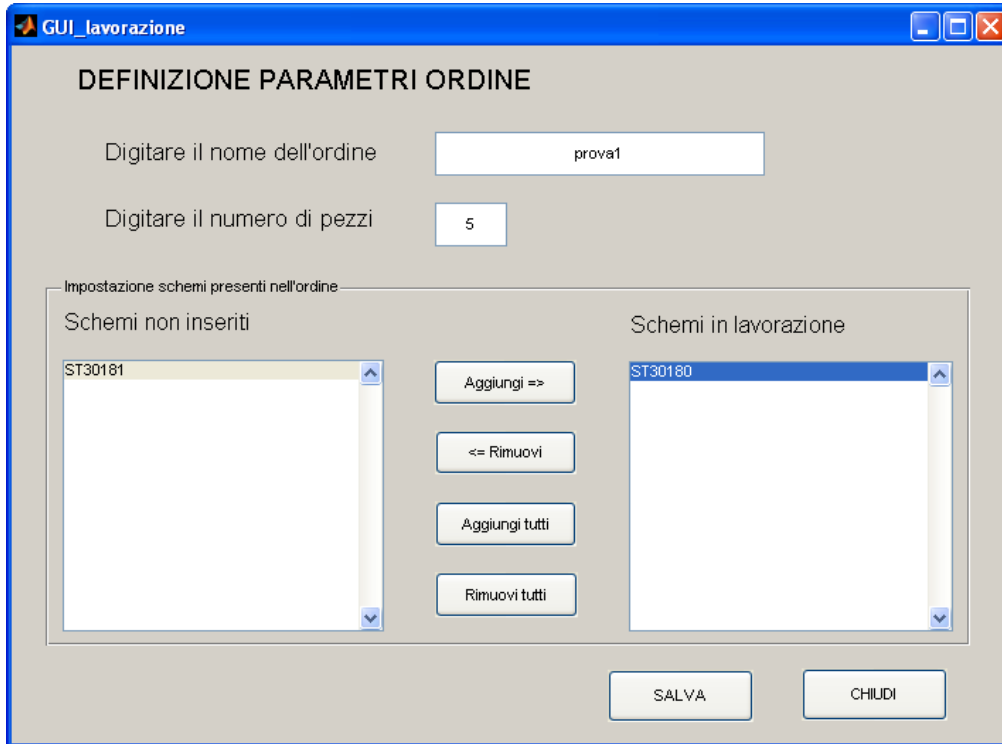 GUI_lavorazione
DEFINIZIONE PARAMETRI ORDINE
Digitare il nome dell'ordine
prova1
Digitare il numero di pezzi
5
Impostazione schemi presenti nell'ordine
Schemi non inseriti
Schemi in lavorazione
ST30181
ST30180
Aggiungi =>
<= Rimuovi
Aggiungi tutti
Rimuovi tutti
SALVA
CHIUDI